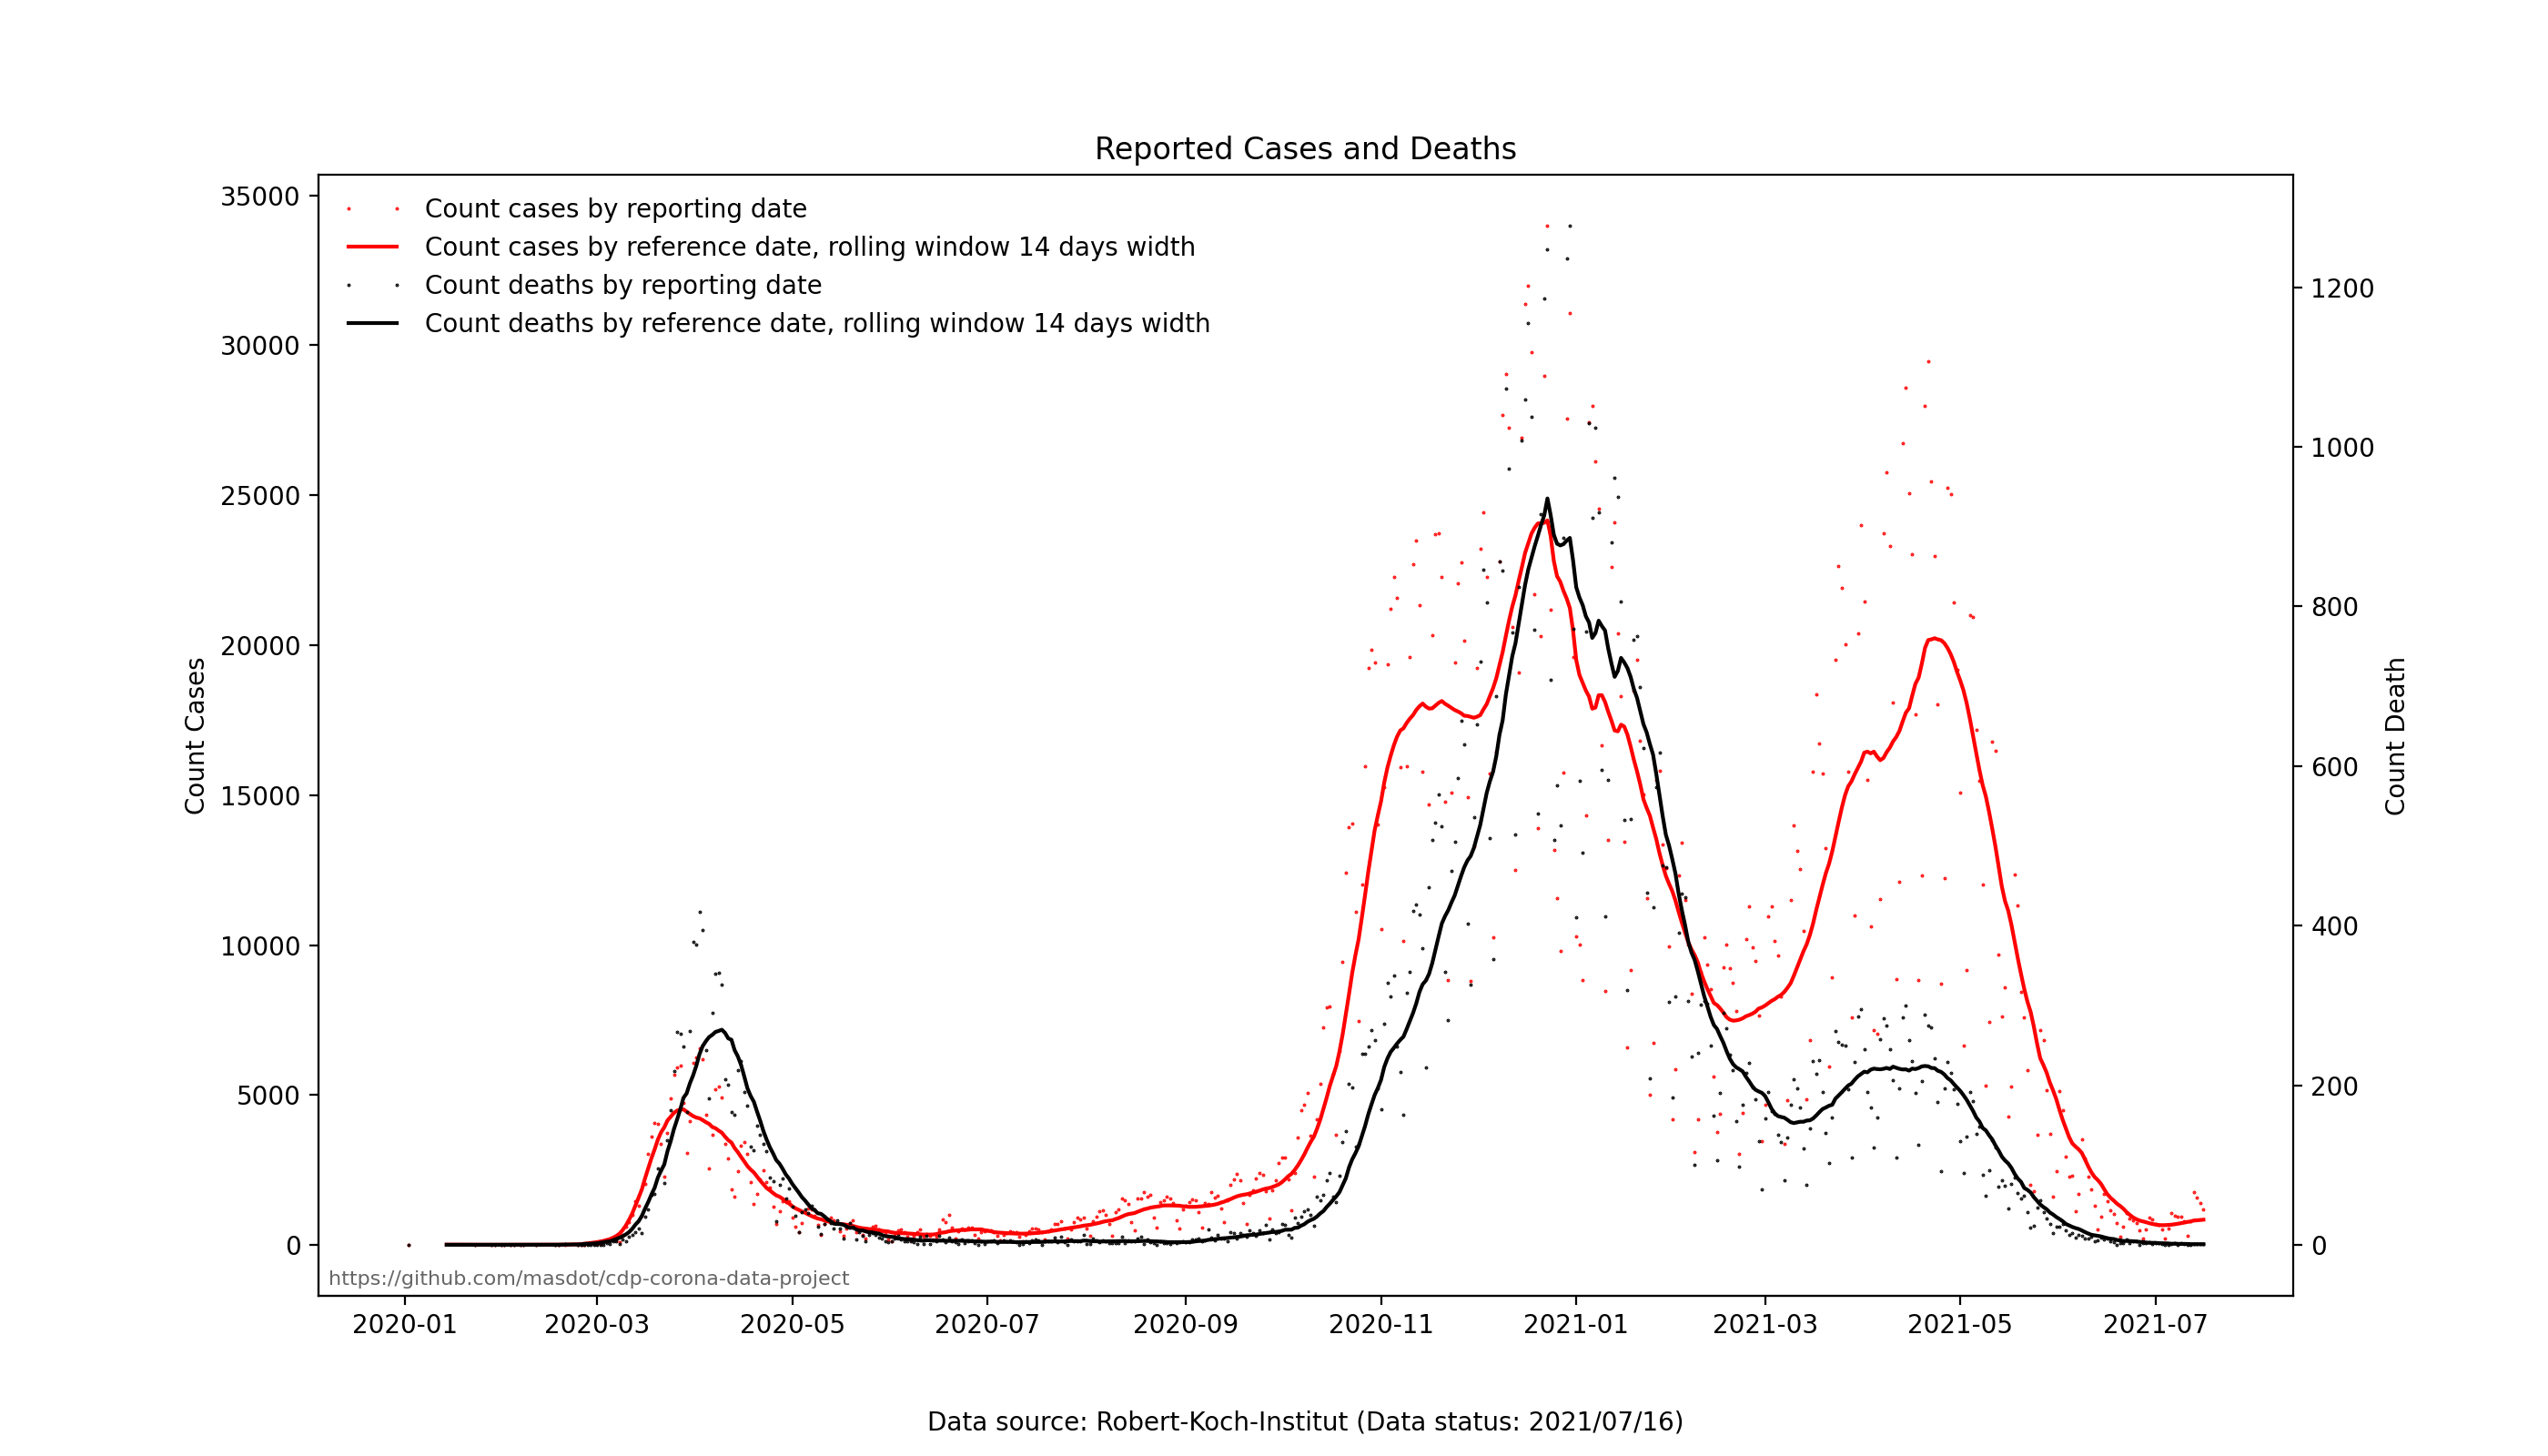 Reported Cases and Deaths
35000
30000
25000
20000
15000
10000
5000
0
Count Cases
Count cases by reporting date
Count cases by reference date, rolling window 14 days width
Count deaths by reporting date
Count deaths by reference date, rolling window 14 days width
1200
1000
800
600
400
200
0
Count Death
https://github.com/masdot/cdp-corona-data-project
2020-01 2020-03 2020-05 2020-07 2020-09 2020-11 2021-01 2021-03 2021-05 2021-07
Data source: Robert-Koch-Institut (Data status: 2021/07/16)